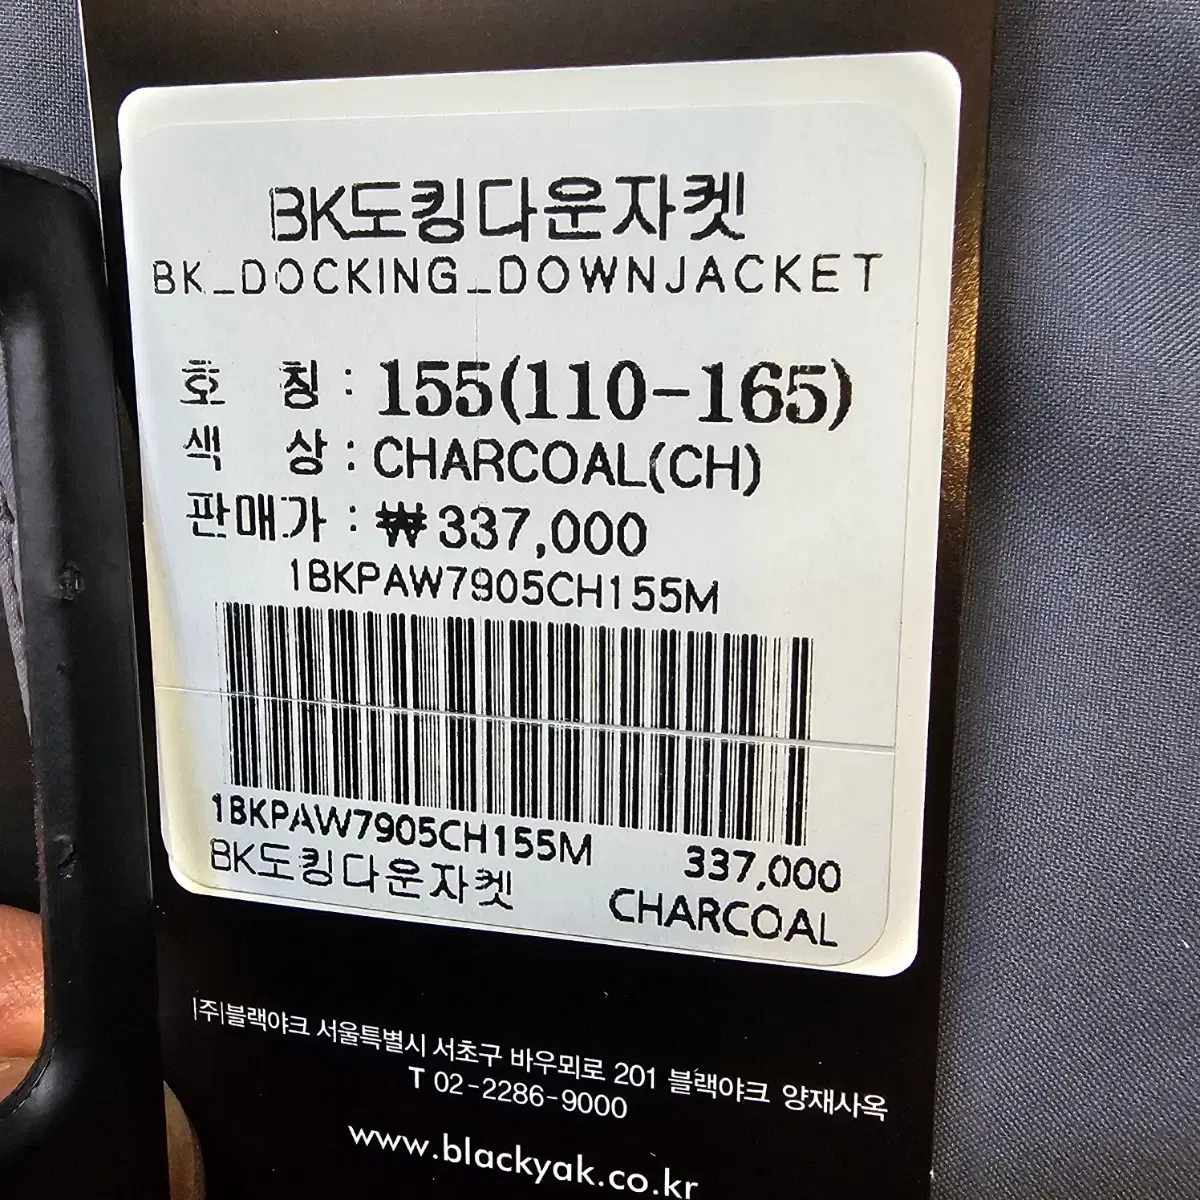 BK도킹다운자켓
BK_DOCKING_DOWNJACKET
호 칭 : 155(110-165)
색 상 : CHARCOAL(CH)
판매가 : ₩337,000
1BKPAW7905CH155M
1BKPAW7905CH155M 337,000
BK도킹다운자켓 CHARCOAL
|주|블랙야크 서울특별시 서초구 바우뫼로 201 블랙야크 양재사옥
T 02-2286-9000
www.blackyak.co.kr